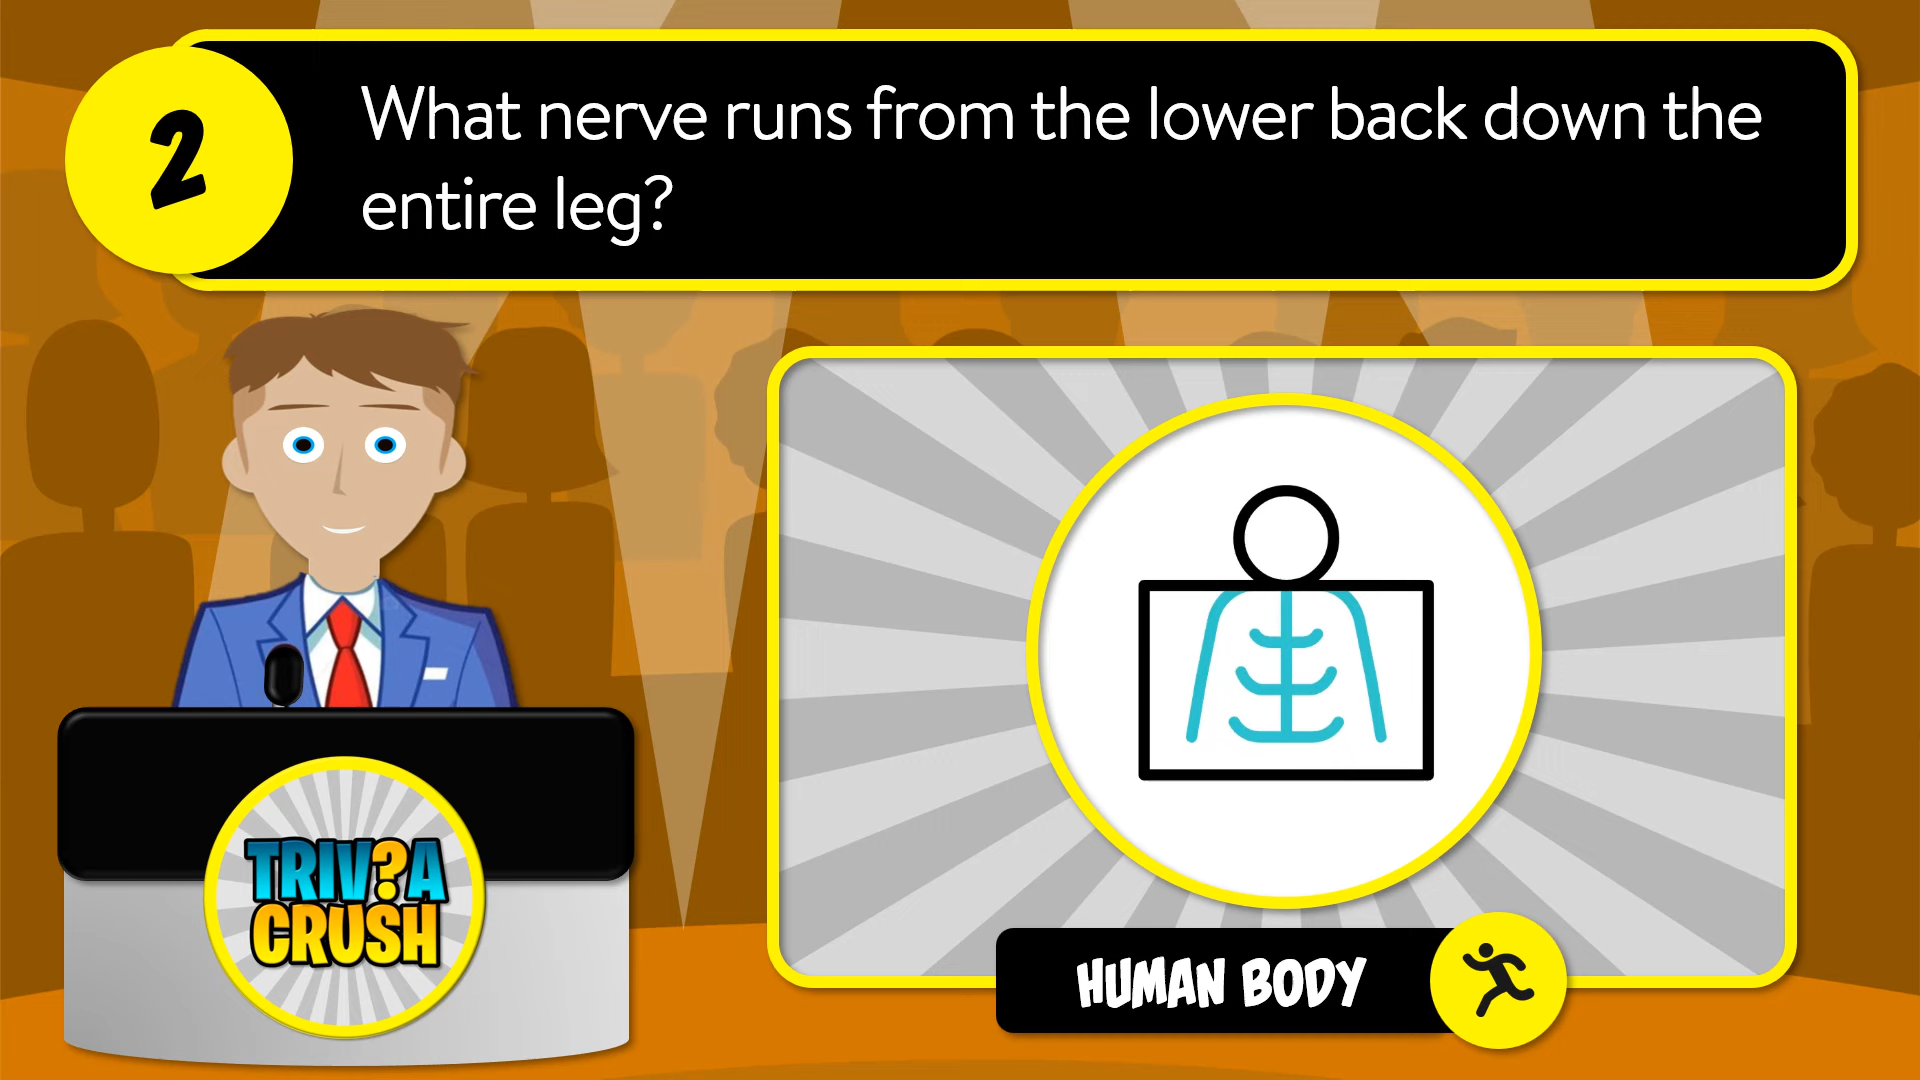 2
What nerve runs from the lower back down the
entire leg?
TRIV?A
CRUSH
HUMAN BODY